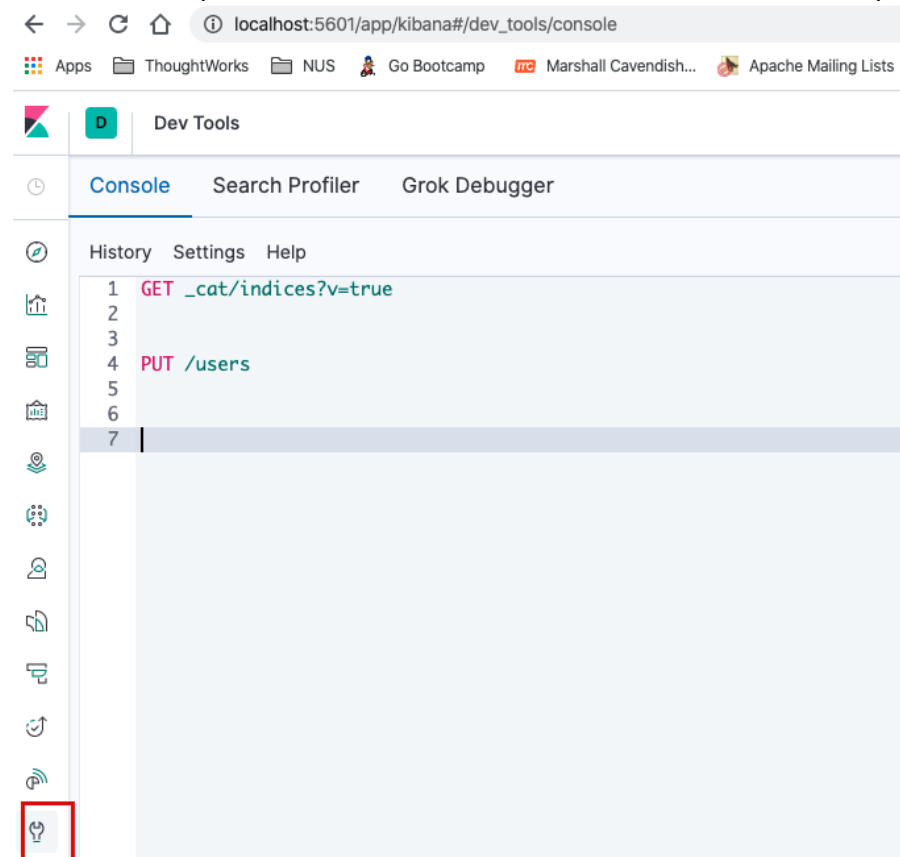 localhost:5601/app/kibana#/dev_tools/console
Apps ThoughtWorks NUS Go Bootcamp mc Marshall Cavendish... Apache Mailing Lists
D Dev Tools
Console Search Profiler Grok Debugger
History Settings Help
1 GET _cat/indices?v=true
2
3
4 PUT /users
5
6
7